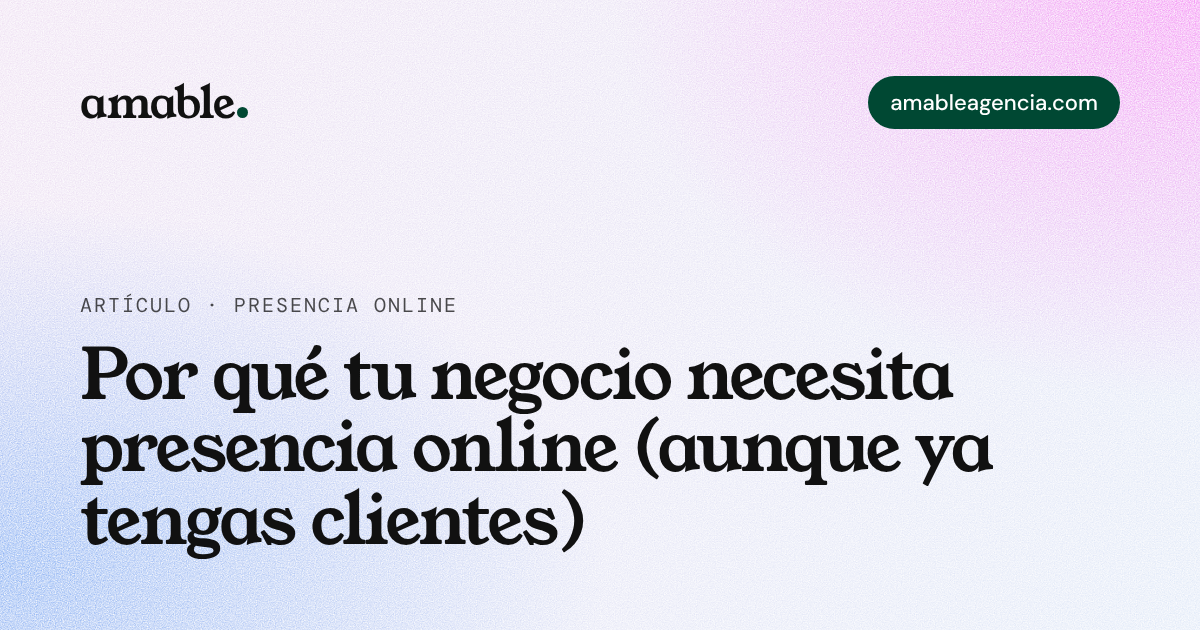 amable.
amableagencia.com
ARTÍCULO · PRESENCIA ONLINE
Por qué tu negocio necesita
presencia online (aunque ya
tengas clientes)